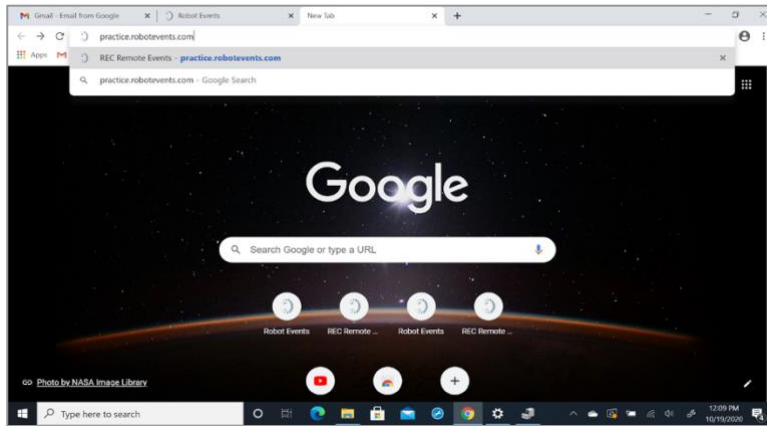 Gmail - Email from Google
Robot Events
New Tab
practice.robotevents.com
Apps
REC Remote Events - practice.robotevents.com
practice.robotevents.com - Google Search
Google
Search Google or type a URL
Robot Events
REC Remote ...
Robot Events
REC Remote ...
Photo by NASA Image Library
Type here to search
12:09 PM
10/19/2020